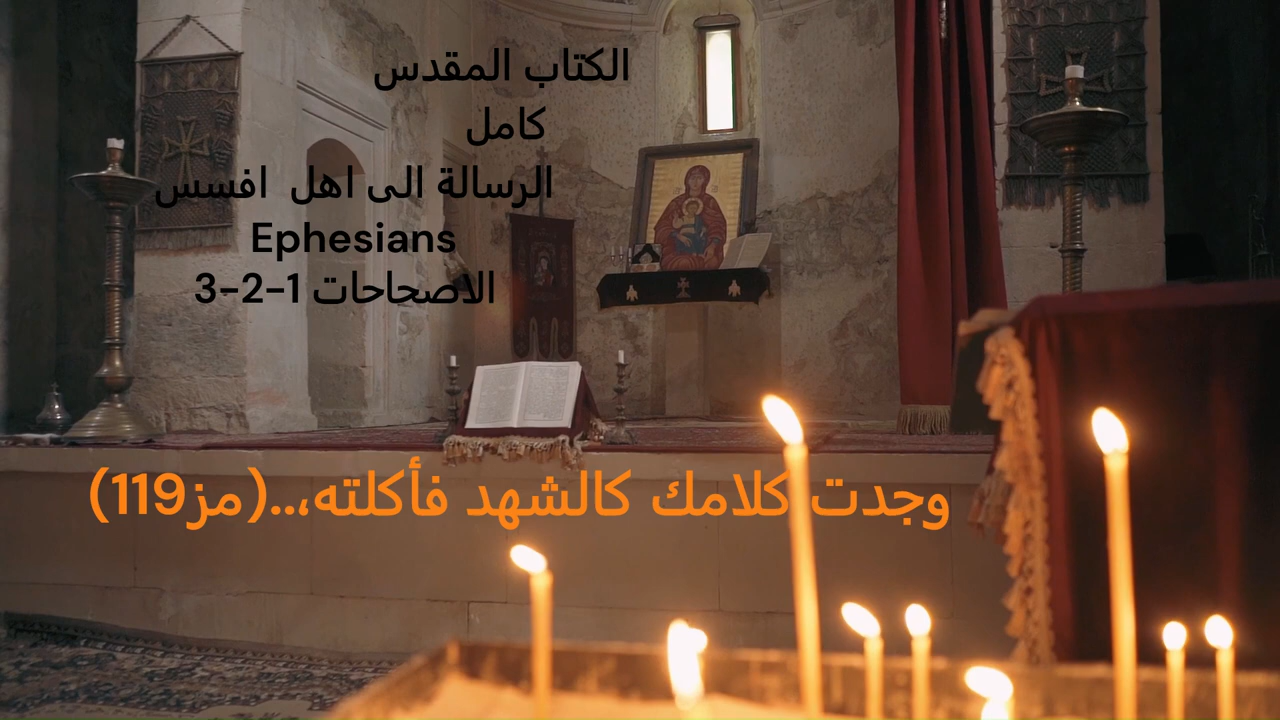 الكتاب المقدس
كامل
الرسالة الى اهل افسس
Ephesians
الاصحاحات 1-2-3
وجدت كلامك كالشهد فأكلته،..(مز119)